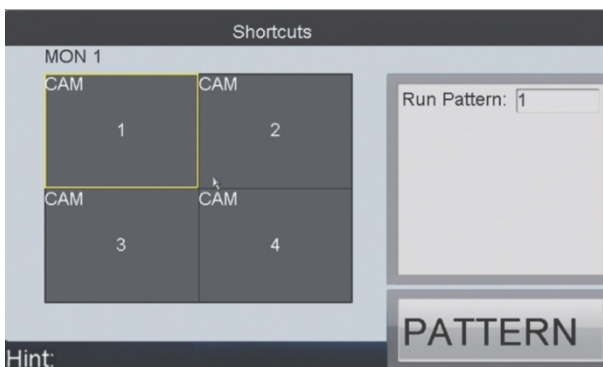 Shortcuts
MON 1
CAM
1
CAM
2
CAM
3
CAM
4
Run Pattern: 1
PATTERN
Hint: